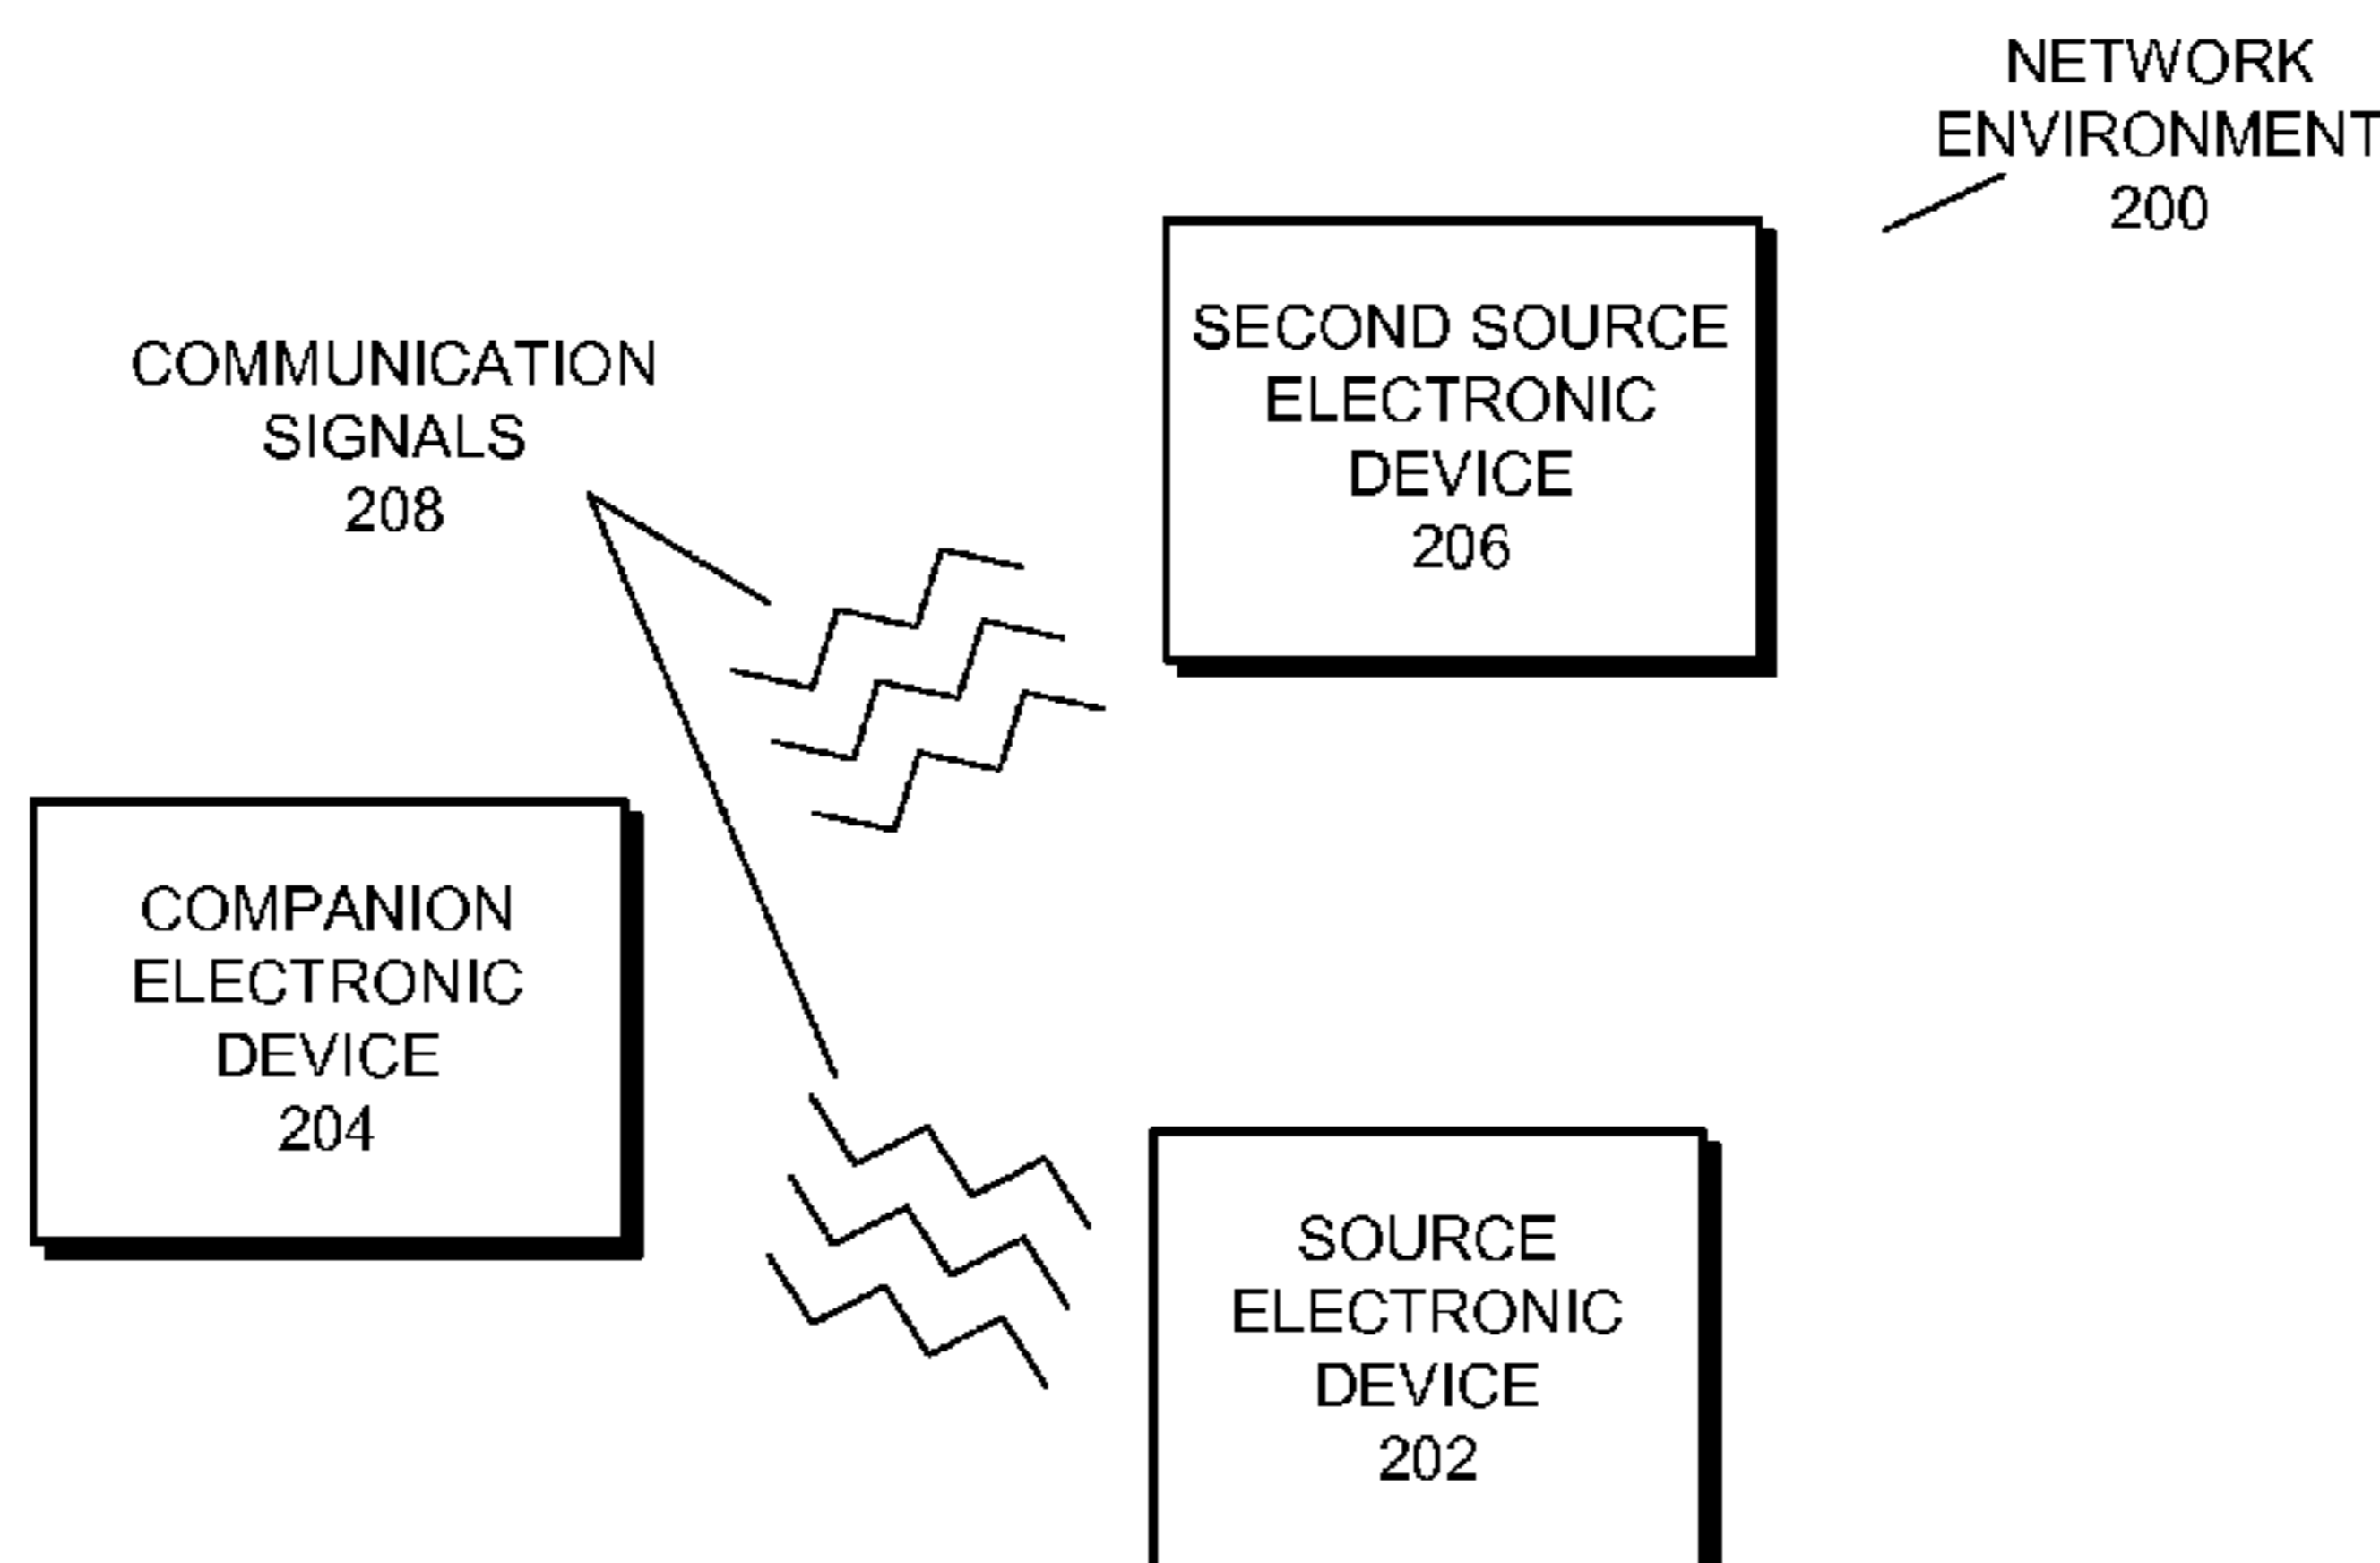 NETWORK
ENVIRONMENT
200
SECOND SOURCE
ELECTRONIC
DEVICE
206
COMMUNICATION
SIGNALS
208
COMPANION
ELECTRONIC
DEVICE
204
SOURCE
ELECTRONIC
DEVICE
202